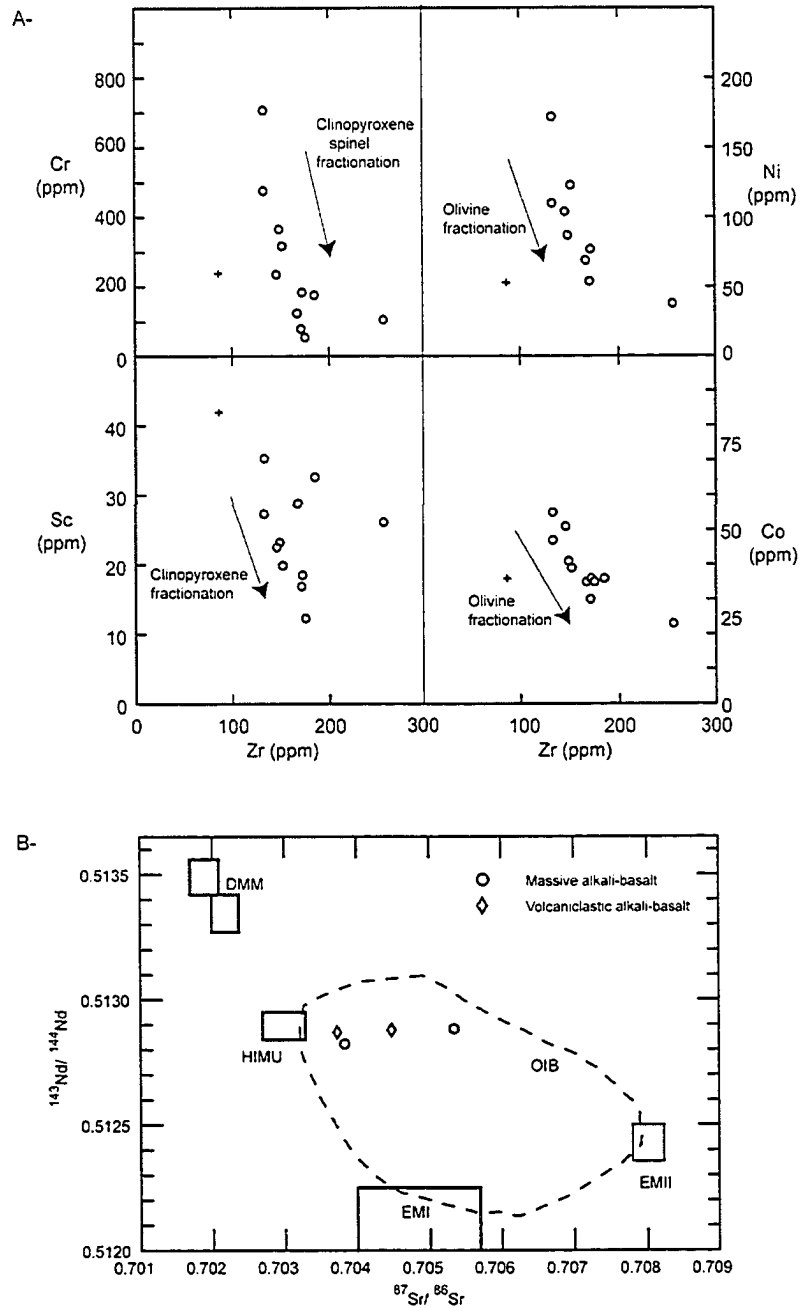 A-
800
600
400
200
0
Cr
(ppm)
Clinopyroxene
spinel
fractionation
200
150
100
50
0
Ni
(ppm)
Olivine
fractionation
40
30
20
10
0
Sc
(ppm)
Clinopyroxene
fractionation
75
50
25
0
Co
(ppm)
Olivine
fractionation
0 100 200 300 100 200 300
Zr (ppm) Zr (ppm)
B-
0.5135
0.5130
0.5125
0.5120
143Nd/ 144Nd
DMM
Massive alkali-basalt
Volcaniclastic alkali-basalt
HIMU
OIB
EMII
EMI
0.701 0.702 0.703 0.704 0.705 0.706 0.707 0.708 0.709
87Sr/ 86Sr